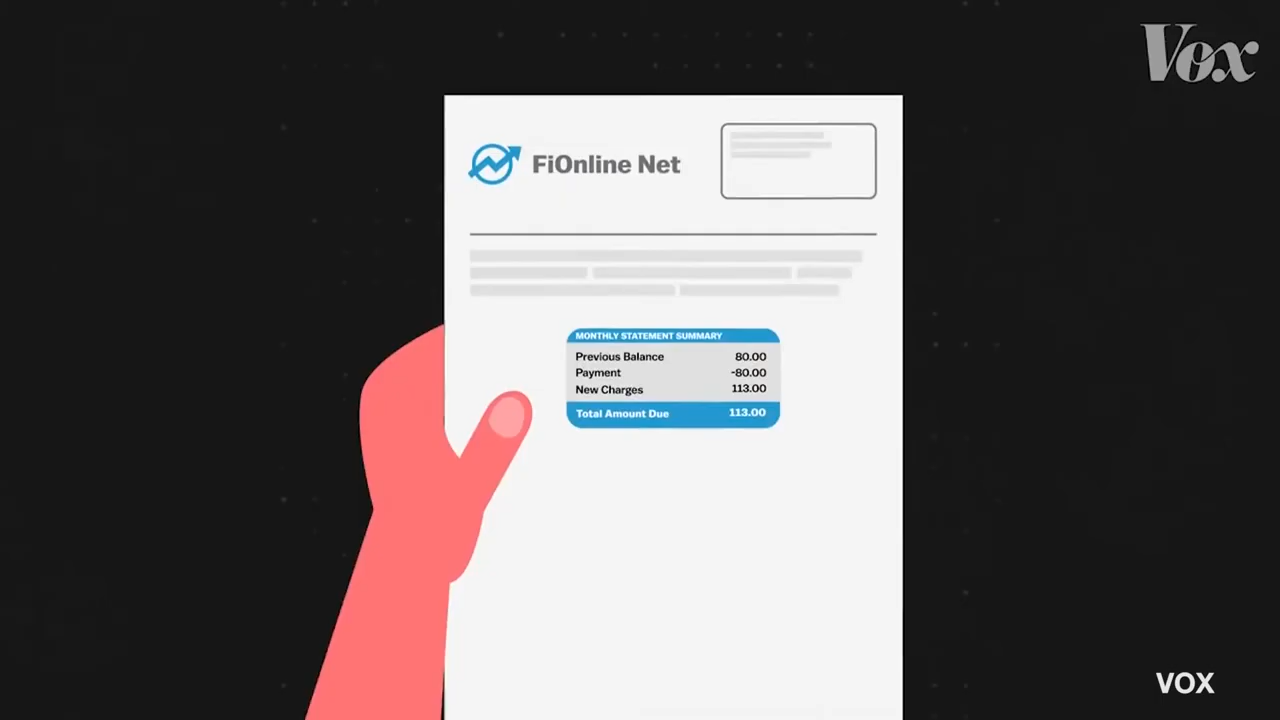 Vox
FiOnline Net
MONTHLY STATEMENT SUMMARY
Previous Balance 80.00
Payment -80.00
New Charges 113.00
Total Amount Due 113.00
VOX